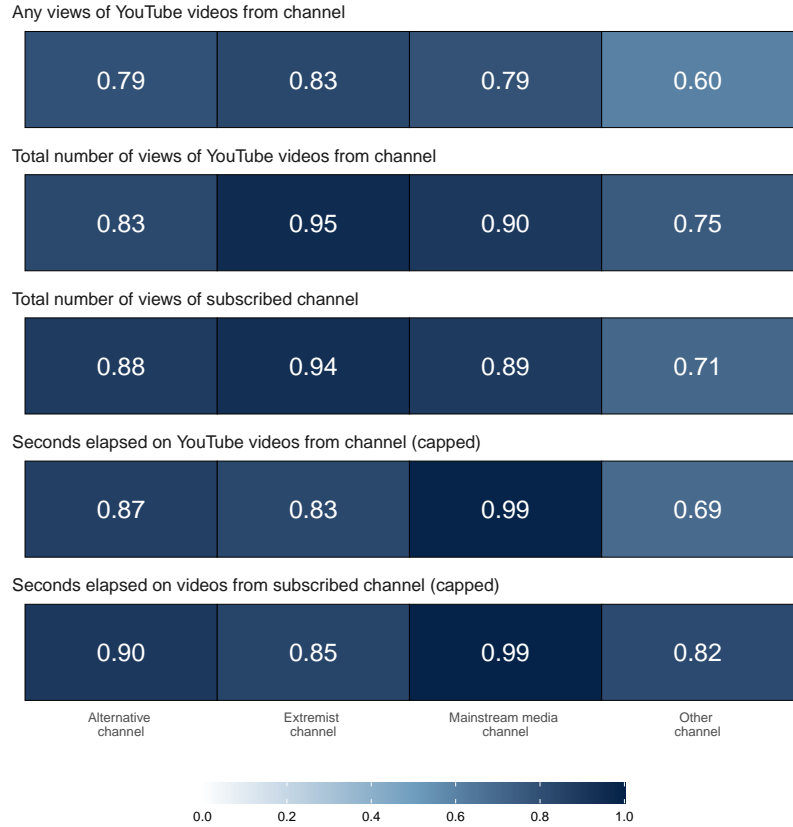 Any views of YouTube videos from channel
0.79 0.83 0.79 0.60
Total number of views of YouTube videos from channel
0.83 0.95 0.90 0.75
Total number of views of subscribed channel
0.88 0.94 0.89 0.71
Seconds elapsed on YouTube videos from channel (capped)
0.87 0.83 0.99 0.69
Seconds elapsed on videos from subscribed channel (capped)
0.90 0.85 0.99 0.82
Alternative Extremist Mainstream media Other
channel channel channel channel
0.0 0.2 0.4 0.6 0.8 1.0